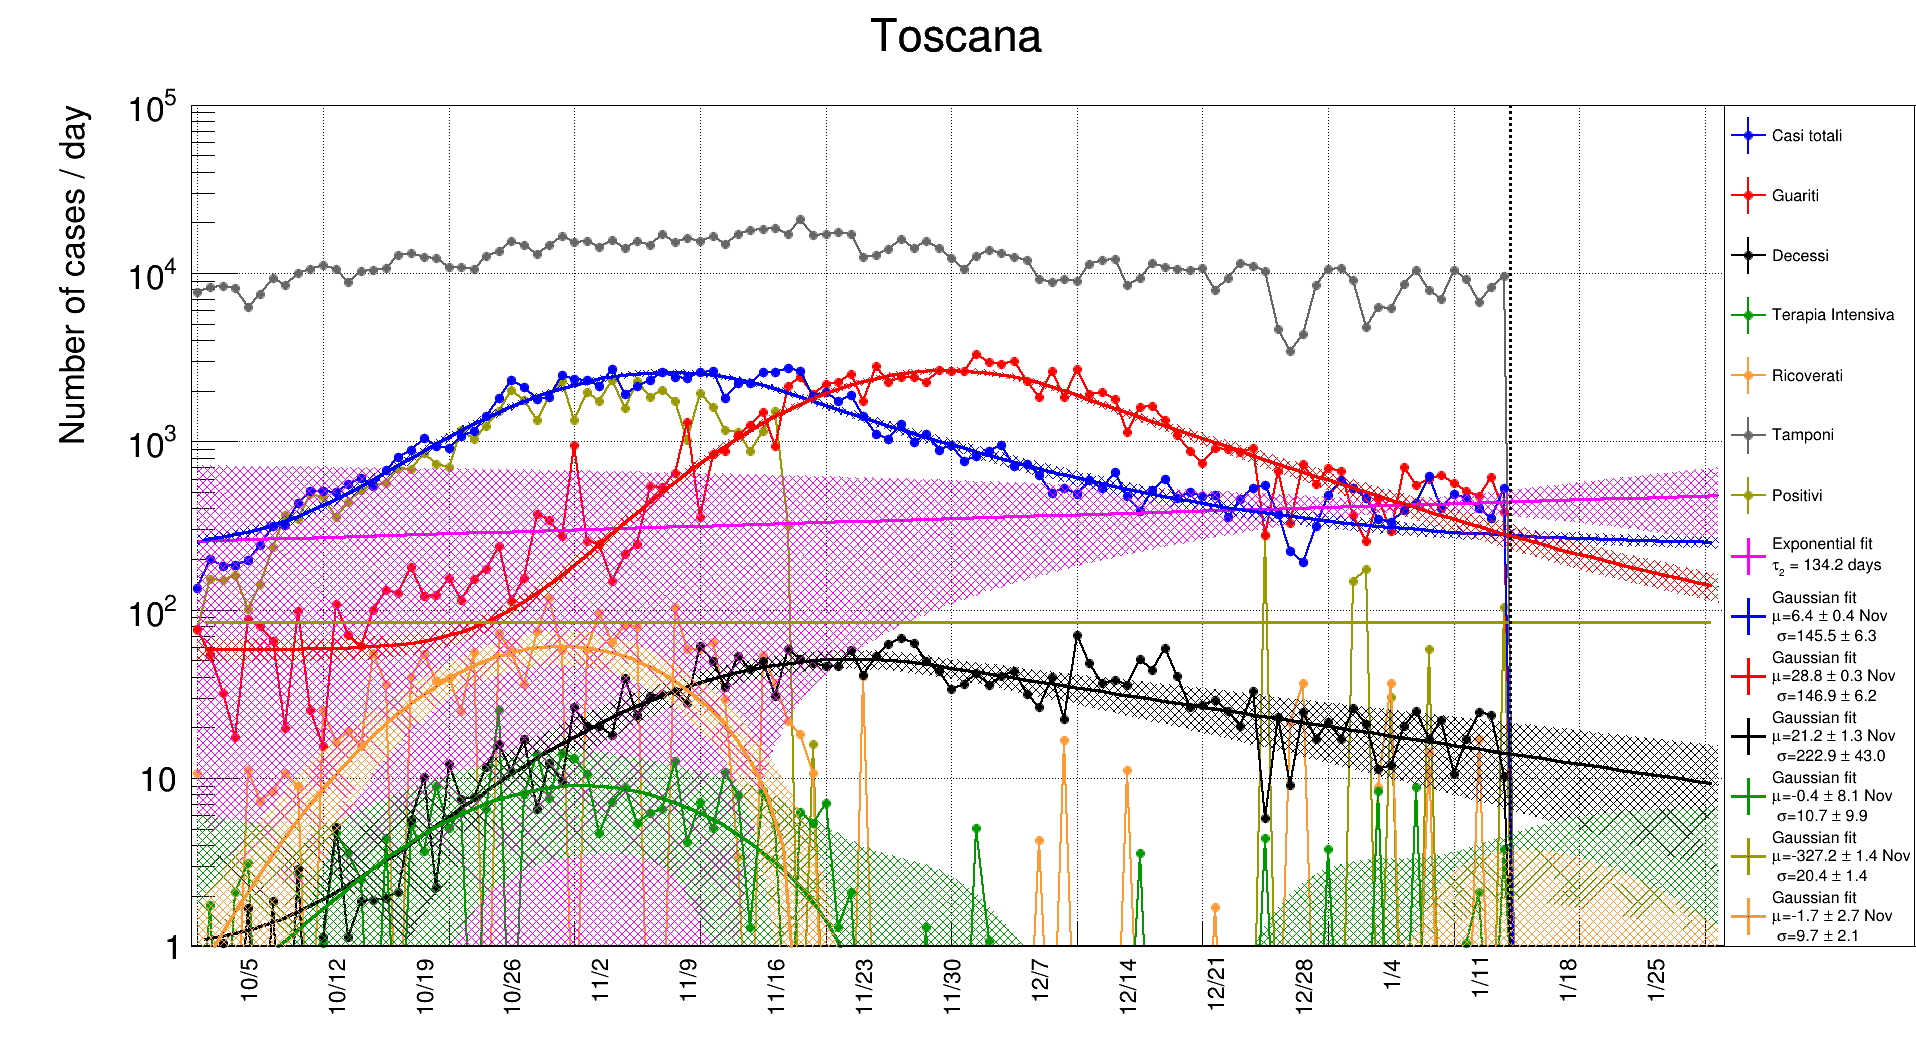 Toscana
Number of cases / day
10^5
10^4
10^3
10^2
10
1
10/5
10/12
10/19
10/26
11/2
11/9
11/16
11/23
11/30
12/7
12/14
12/21
12/28
1/4
1/11
1/18
1/25
Casi totali
Guariti
Decessi
Terapia Intensiva
Ricoverati
Tamponi
Positivi
Exponential fit
τ₂ = 134.2 days
Gaussian fit
μ=6.4 ± 0.4 Nov
σ=145.5 ± 6.3
Gaussian fit
μ=28.8 ± 0.3 Nov
σ=146.9 ± 6.2
Gaussian fit
μ=21.2 ± 1.3 Nov
σ=222.9 ± 43.0
Gaussian fit
μ=-0.4 ± 8.1 Nov
σ=10.7 ± 9.9
Gaussian fit
μ=-327.2 ± 1.4 Nov
σ=20.4 ± 1.4
Gaussian fit
μ=-1.7 ± 2.7 Nov
σ=9.7 ± 2.1